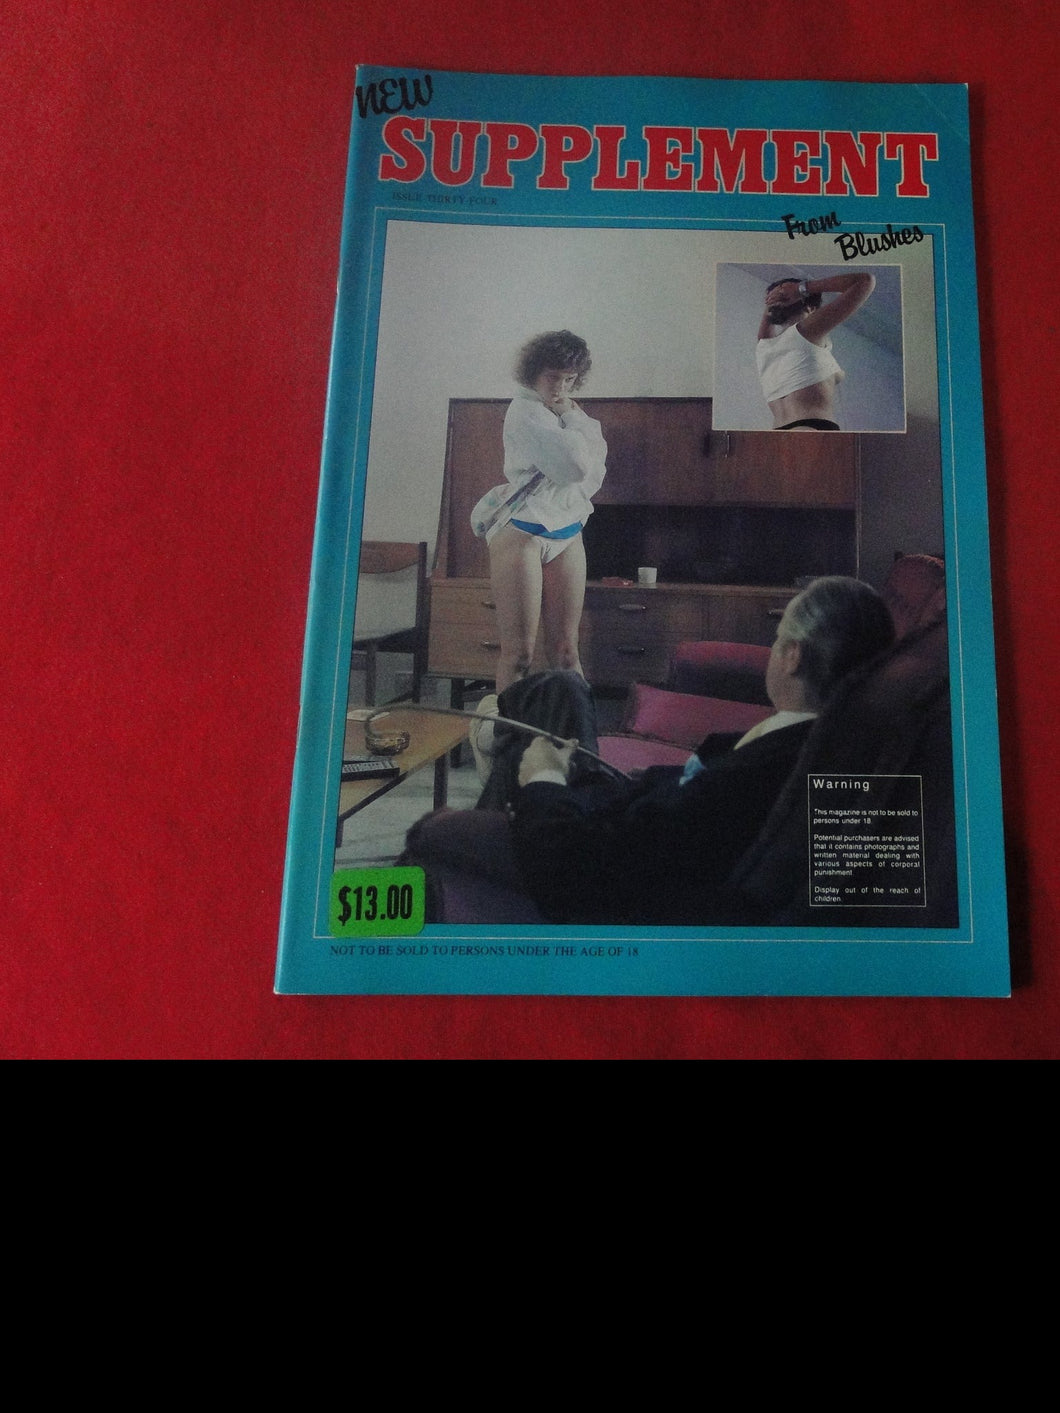 NEW
SUPPLEMENT
ISSUE THIRTY FOUR
From
Blushes
Warning
This magazine is not to be sold to
persons under 18.
Potential purchasers are advised
that it contains photographs and
written material dealing with
various aspects of corporal
punishment.
Display out of the reach of
children.
$13.00
NOT TO BE SOLD TO PERSONS UNDER THE AGE OF 18